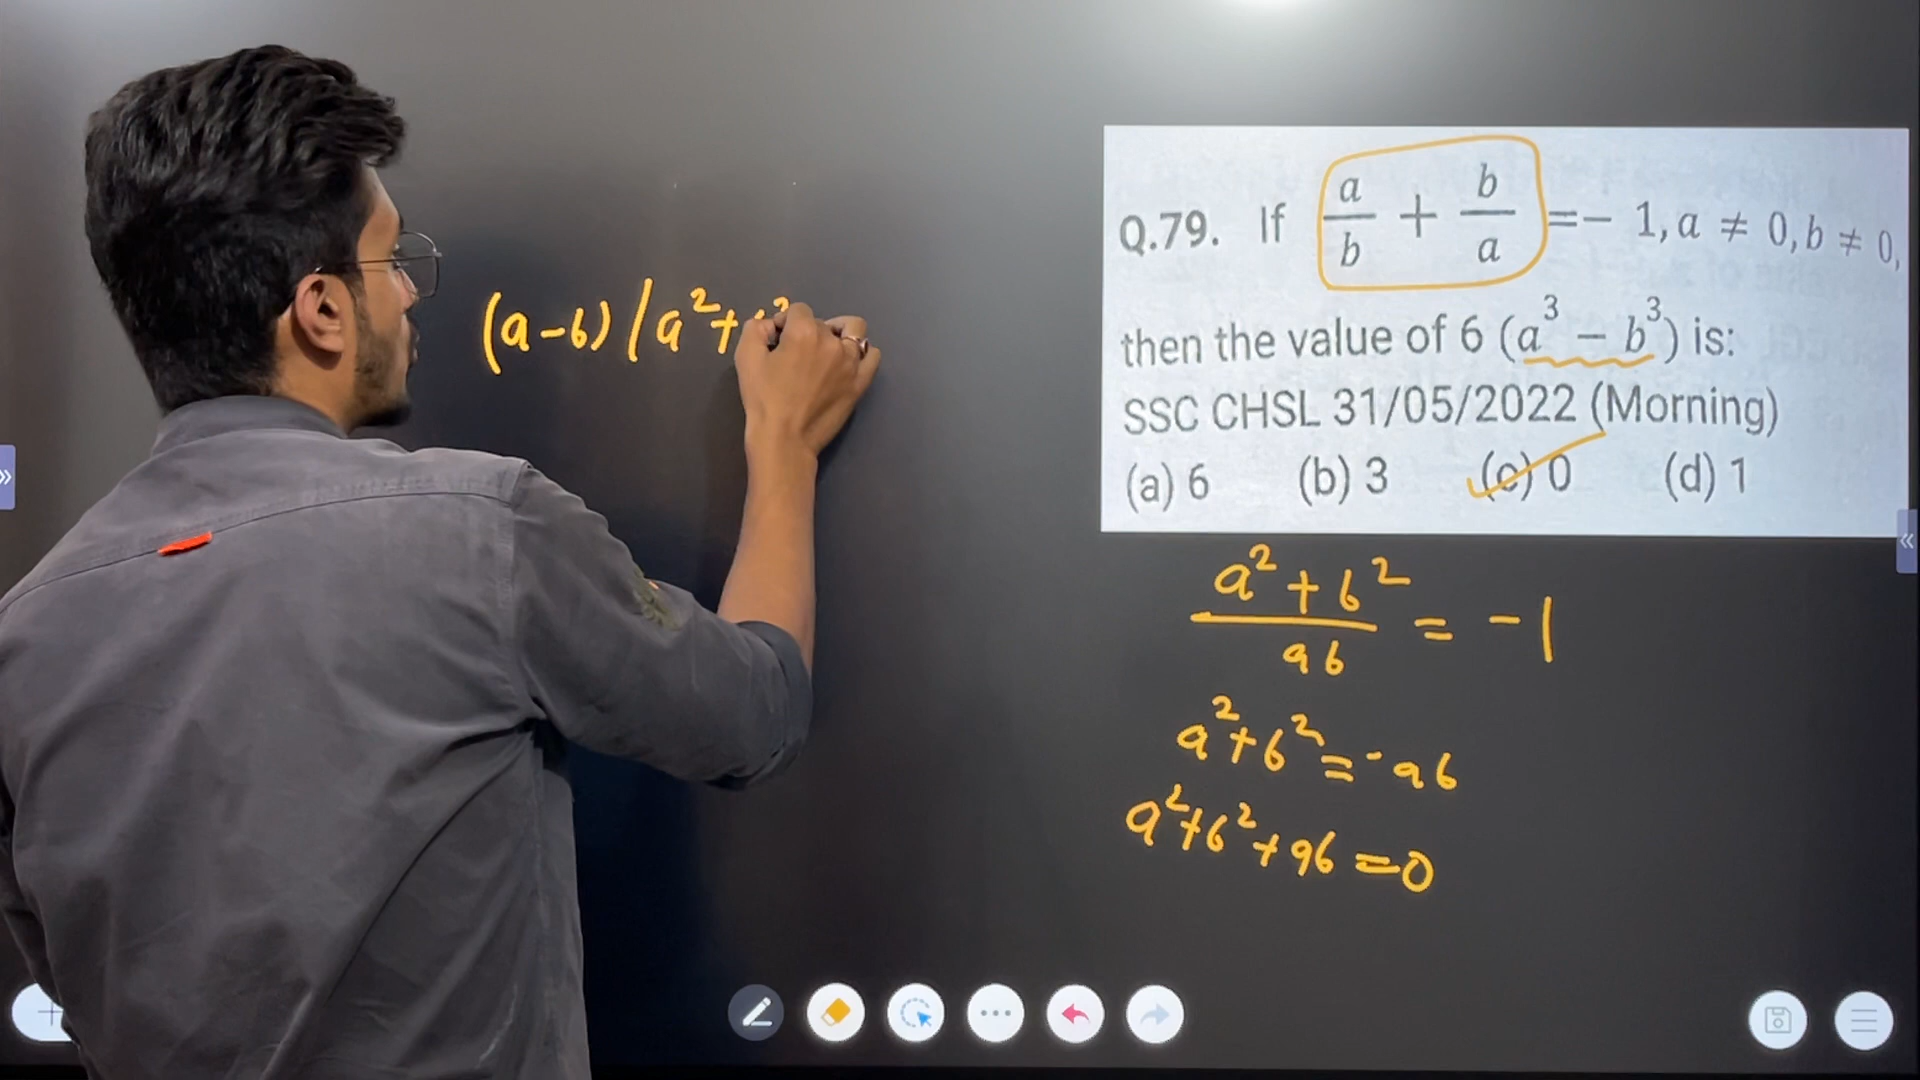 (a-b)(a²+b²
Q.79. If a/b + b/a =- 1, a ≠ 0, b ≠ 0,
then the value of 6 (a³ – b³) is:
SSC CHSL 31/05/2022 (Morning)
(a) 6 (b) 3 (c) 0 (d) 1
a²+b²/ab = -1
a²+b²=-ab
a²+b²+ab=0